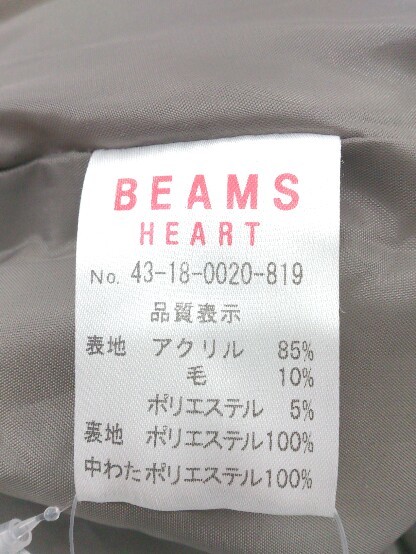 BEAMS
HEART
No. 43-18-0020-819
品質表示
表地 アクリル 85%
毛 10%
ポリエステル 5%
裏地 ポリエステル100%
中わたポリエステル100%